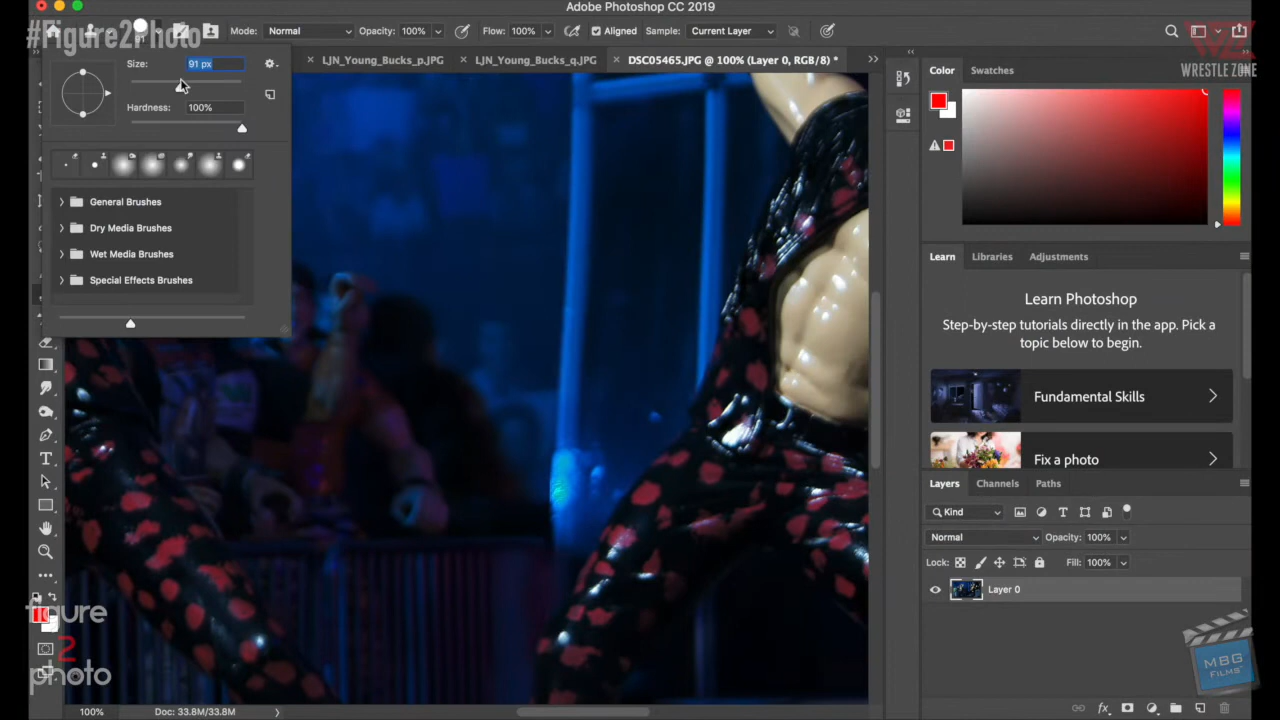 Adobe Photoshop CC 2019
#Figure2Photo
Mode: Normal Opacity: 100% Flow: 100% Aligned Sample: Current Layer
WRESTLE ZONE
Size: 91 px
Hardness: 100%
General Brushes
Dry Media Brushes
Wet Media Brushes
Special Effects Brushes
LJN_Young_Bucks_p.JPG
LJN_Young_Bucks_q.JPG
DSC05465.JPG @ 100% (Layer 0, RGB/8) *
Color Swatches
Learn Libraries Adjustments
Learn Photoshop
Step-by-step tutorials directly in the app. Pick a
topic below to begin.
Fundamental Skills
Fix a photo
Layers Channels Paths
Kind
Normal Opacity: 100%
Lock: Fill: 100%
Layer 0
figure
2
photo
MBG
FILMS
100% Doc: 33.8M/33.8M